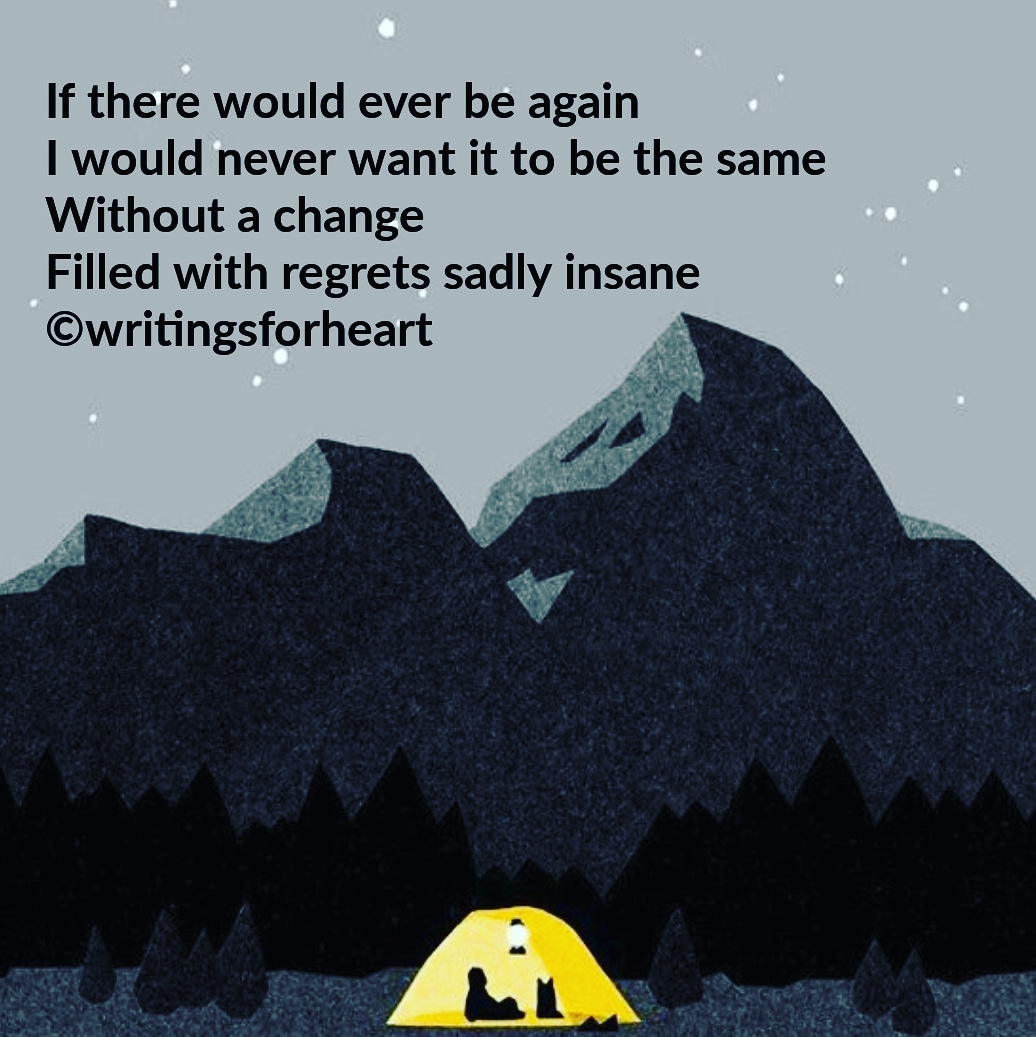 If there would ever be again
I would never want it to be the same
Without a change
Filled with regrets sadly insane
©writingsforheart